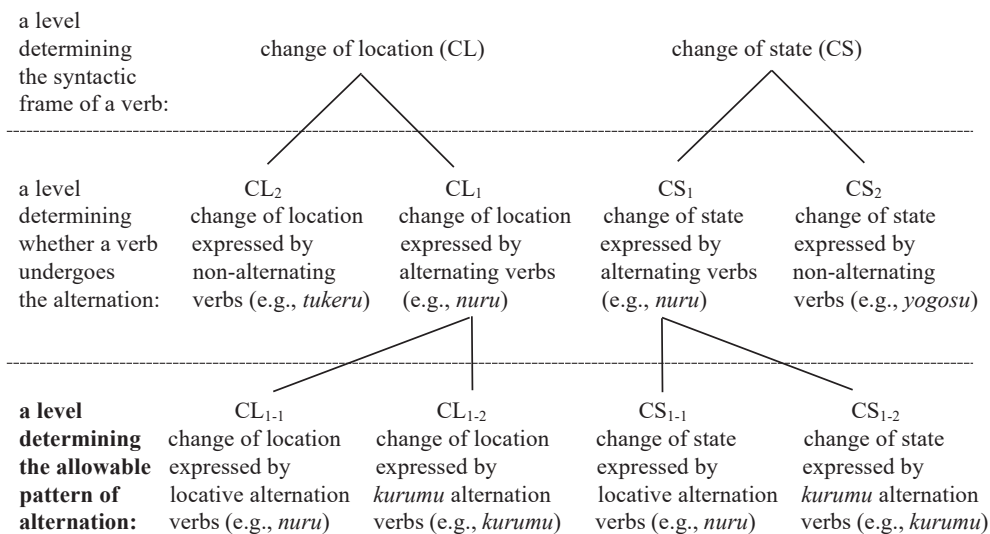 a level
determining
the syntactic
frame of a verb:
change of location (CL)
change of state (CS)
a level
determining
whether a verb
undergoes
the alternation:
CL₂
change of location
expressed by
non-alternating
verbs (e.g., tukeru)
CL₁
change of location
expressed by
alternating verbs
(e.g., nuru)
CS₁
change of state
expressed by
alternating verbs
(e.g., nuru)
CS₂
change of state
expressed by
non-alternating
verbs (e.g., yogosu)
a level
determining
the allowable
pattern of
alternation:
CL₁₋₁
change of location
expressed by
locative alternation
verbs (e.g., nuru)
CL₁₋₂
change of location
expressed by
kurumu alternation
verbs (e.g., kurumu)
CS₁₋₁
change of state
expressed by
locative alternation
verbs (e.g., nuru)
CS₁₋₂
change of state
expressed by
kurumu alternation
verbs (e.g., kurumu)